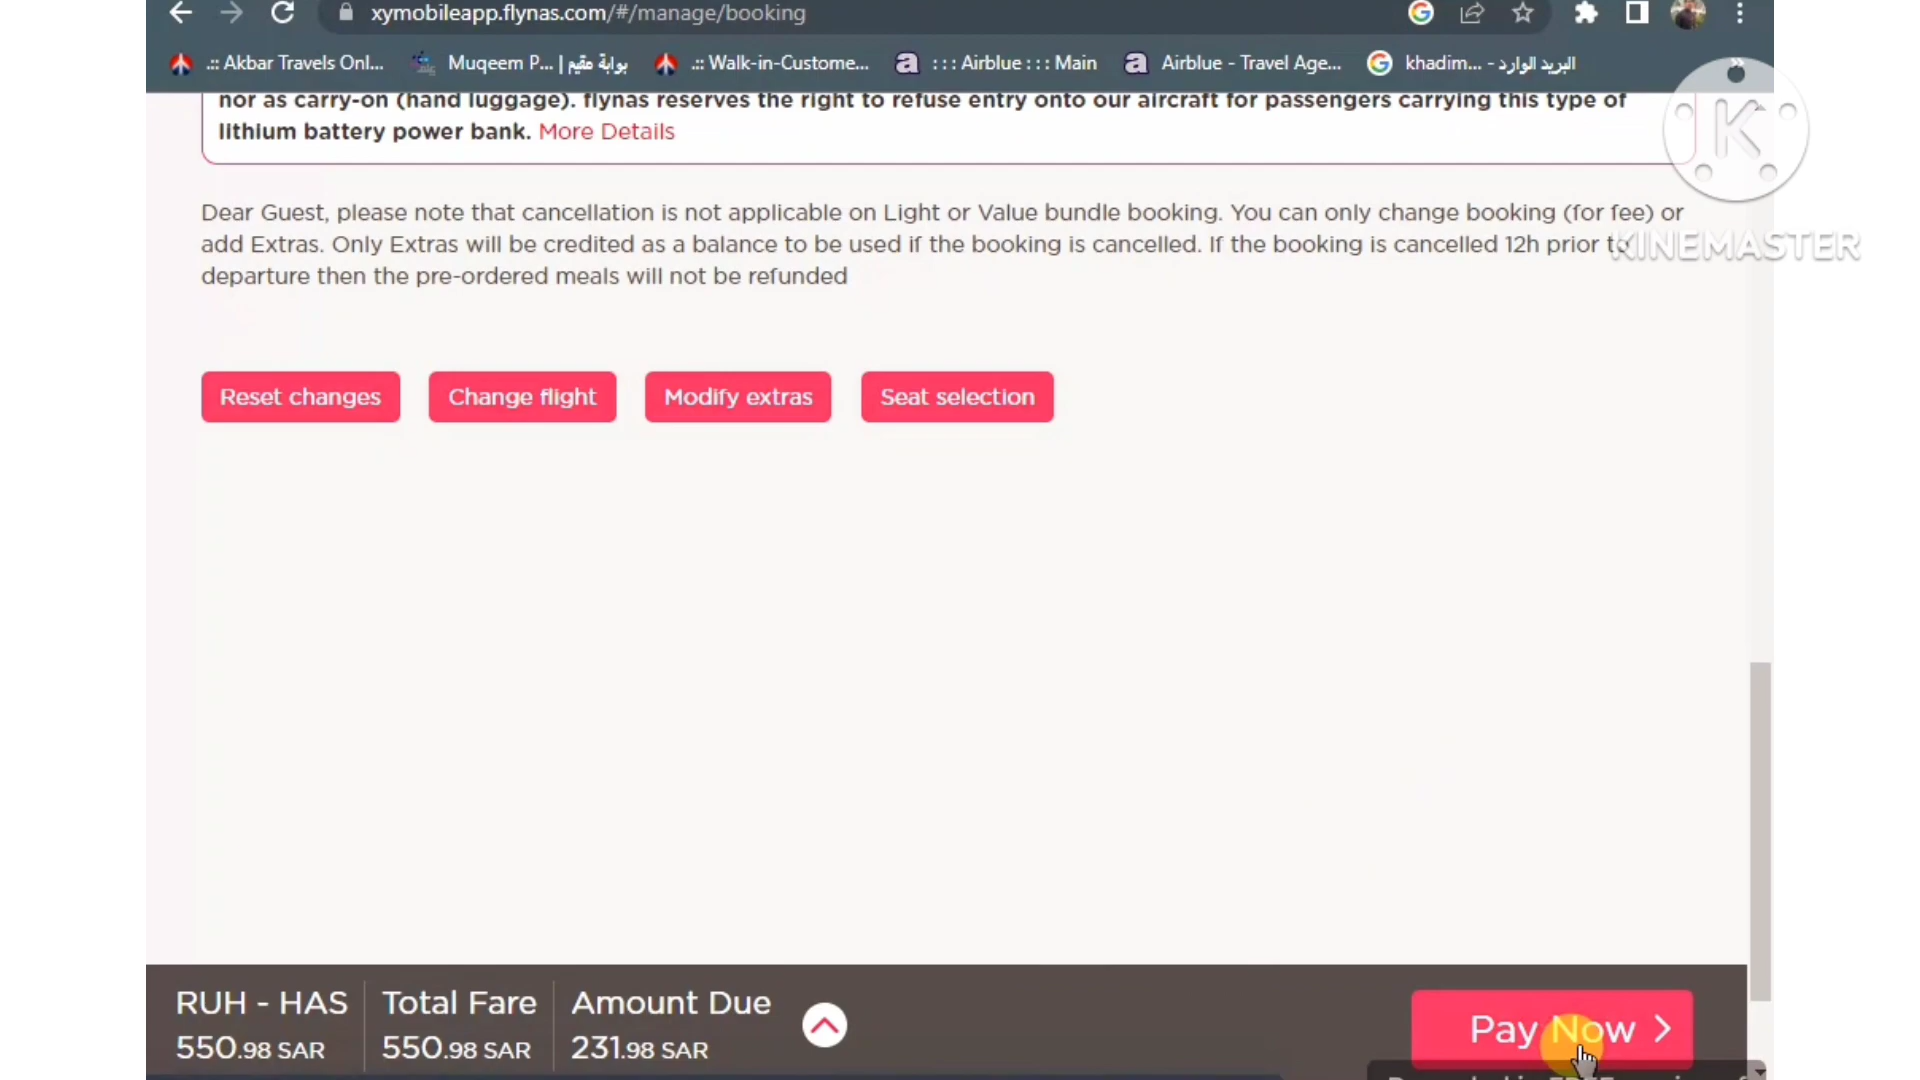 xymobileapp.flynas.com/#/manage/booking
.:: Akbar Travels Onl... Muqeem P... | بوابة مقيم .:: Walk-in-Custome... : : : Airblue : : : Main Airblue - Travel Age... khadim... - البريد الوارد
nor as carry-on (hand luggage). flynas reserves the right to refuse entry onto our aircraft for passengers carrying this type of
lithium battery power bank. More Details
K
KINEMASTER
Dear Guest, please note that cancellation is not applicable on Light or Value bundle booking. You can only change booking (for fee) or
add Extras. Only Extras will be credited as a balance to be used if the booking is cancelled. If the booking is cancelled 12h prior to
departure then the pre-ordered meals will not be refunded
Reset changes Change flight Modify extras Seat selection
RUH - HAS Total Fare Amount Due
550.98 SAR 550.98 SAR 231.98 SAR
Pay Now